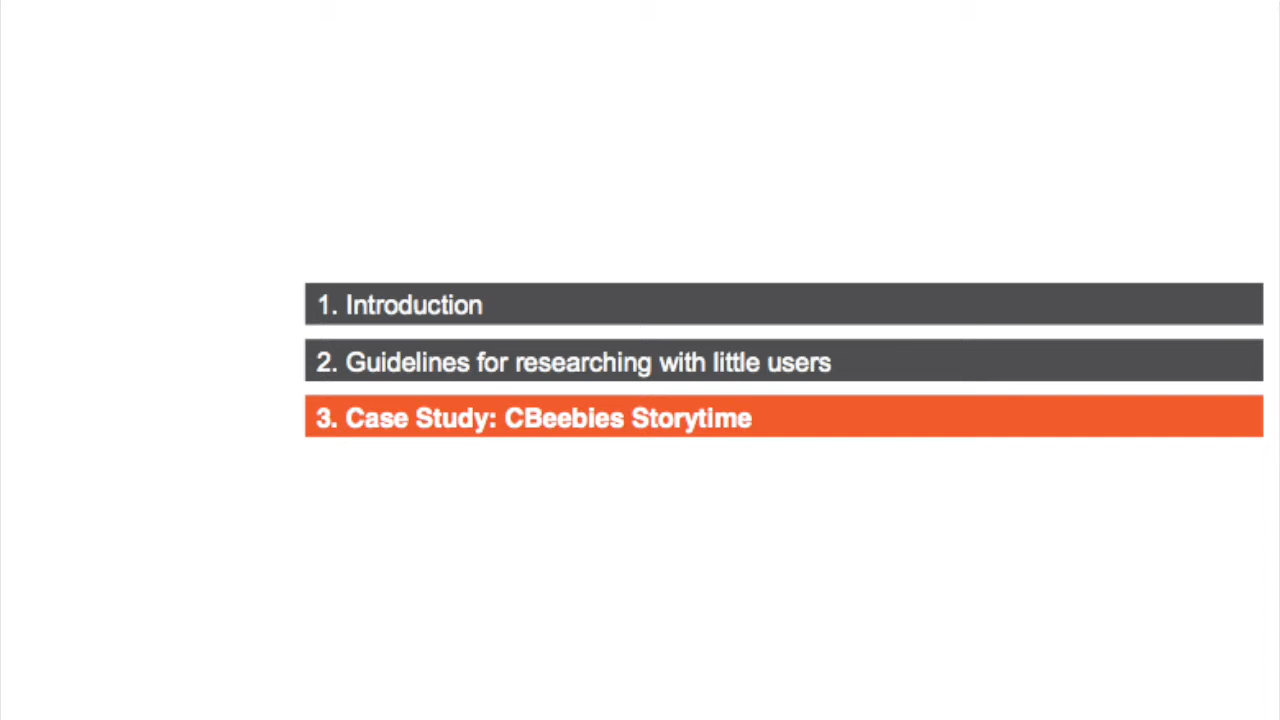 1. Introduction
2. Guidelines for researching with little users
3. Case Study: CBeebies Storytime